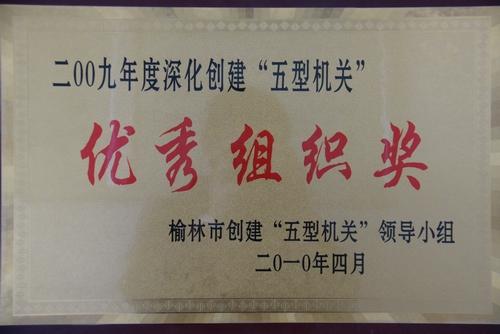 二00九年度深化创建“五型机关”
优秀组织奖
榆林市创建“五型机关”领导小组
二0一0年四月